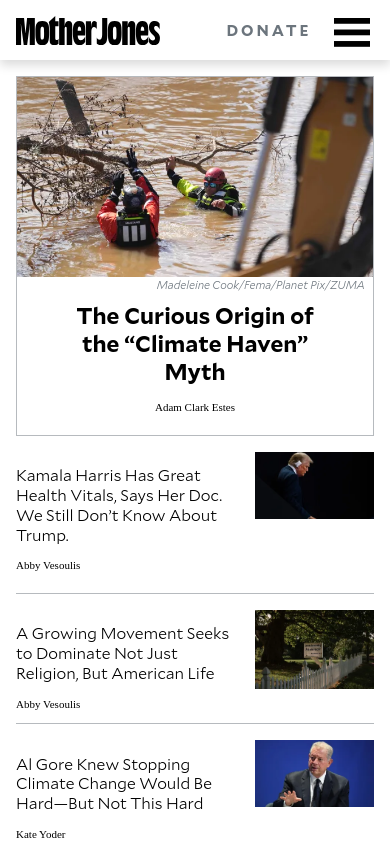 Mother Jones
DONATE
Madeleine Cook/Fema/Planet Pix/ZUMA
The Curious Origin of
the “Climate Haven”
Myth
Adam Clark Estes
Kamala Harris Has Great
Health Vitals, Says Her Doc.
We Still Don’t Know About
Trump.
Abby Vesoulis
A Growing Movement Seeks
to Dominate Not Just
Religion, But American Life
Abby Vesoulis
Al Gore Knew Stopping
Climate Change Would Be
Hard—But Not This Hard
Kate Yoder